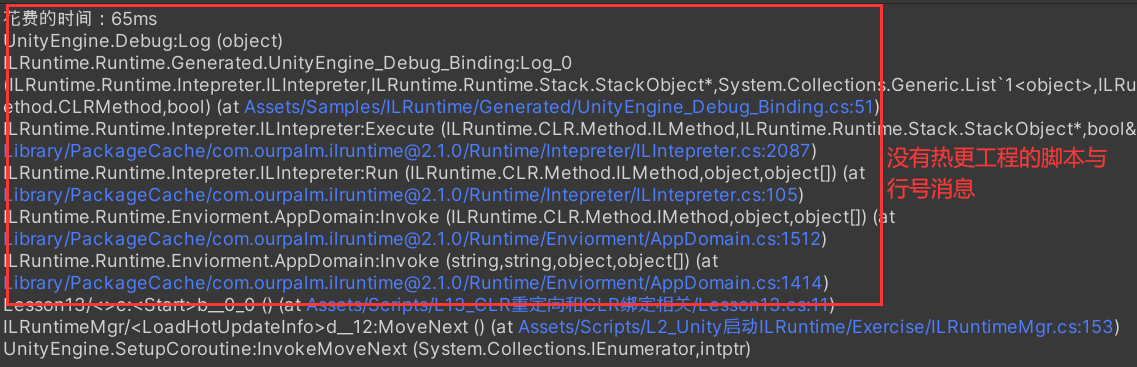 花费的时间：65ms
UnityEngine.Debug:Log (object)
ILRuntime.Runtime.Generated.UnityEngine_Debug_Binding:Log_0
(ILRuntime.Runtime.Intepreter.ILIntepreter,ILRuntime.Runtime.Stack.StackObject*,System.Collections.Generic.List`1<object>,ILRu
ethod.CLRMethod,bool) (at Assets/Samples/ILRuntime/Generated/UnityEngine_Debug_Binding.cs:51)
ILRuntime.Runtime.Intepreter.ILIntepreter:Execute (ILRuntime.CLR.Method.ILMethod,ILRuntime.Runtime.Stack.StackObject*,bool&
Library/PackageCache/com.ourpalm.ilruntime@2.1.0/Runtime/Intepreter/ILIntepreter.cs:2087)
ILRuntime.Runtime.Intepreter.ILIntepreter:Run (ILRuntime.CLR.Method.ILMethod,object,object[]) (at
Library/PackageCache/com.ourpalm.ilruntime@2.1.0/Runtime/Intepreter/ILIntepreter.cs:105)
ILRuntime.Runtime.Enviorment.AppDomain:Invoke (ILRuntime.CLR.Method.IMethod,object,object[]) (at
Library/PackageCache/com.ourpalm.ilruntime@2.1.0/Runtime/Enviorment/AppDomain.cs:1512)
ILRuntime.Runtime.Enviorment.AppDomain:Invoke (string,string,object,object[]) (at
Library/PackageCache/com.ourpalm.ilruntime@2.1.0/Runtime/Enviorment/AppDomain.cs:1414)
Lesson13/<>c:<Start>b__0_0 () (at Assets/Scripts/L13_CLR重定向和CLR绑定相关/Lesson13.cs:11)
ILRuntimeMgr/<LoadHotUpdateInfo>d__12:MoveNext () (at Assets/Scripts/L2_Unity启动ILRuntime/Exercise/ILRuntimeMgr.cs:153)
UnityEngine.SetupCoroutine:InvokeMoveNext (System.Collections.IEnumerator,intptr)
没有热更工程的脚本与
行号消息